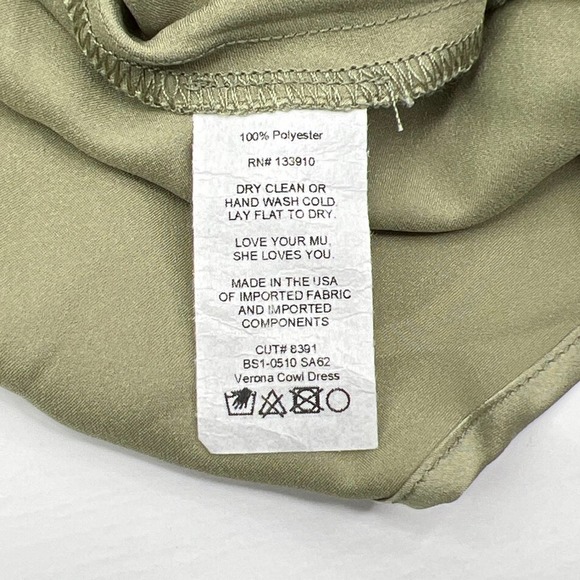 100% Polyester
RN# 133910
DRY CLEAN OR
HAND WASH COLD.
LAY FLAT TO DRY.
LOVE YOUR MU,
SHE LOVES YOU.
MADE IN THE USA
OF IMPORTED FABRIC
AND IMPORTED
COMPONENTS
CUT# 8391
BS1-0510 SA62
Verona Cowl Dress